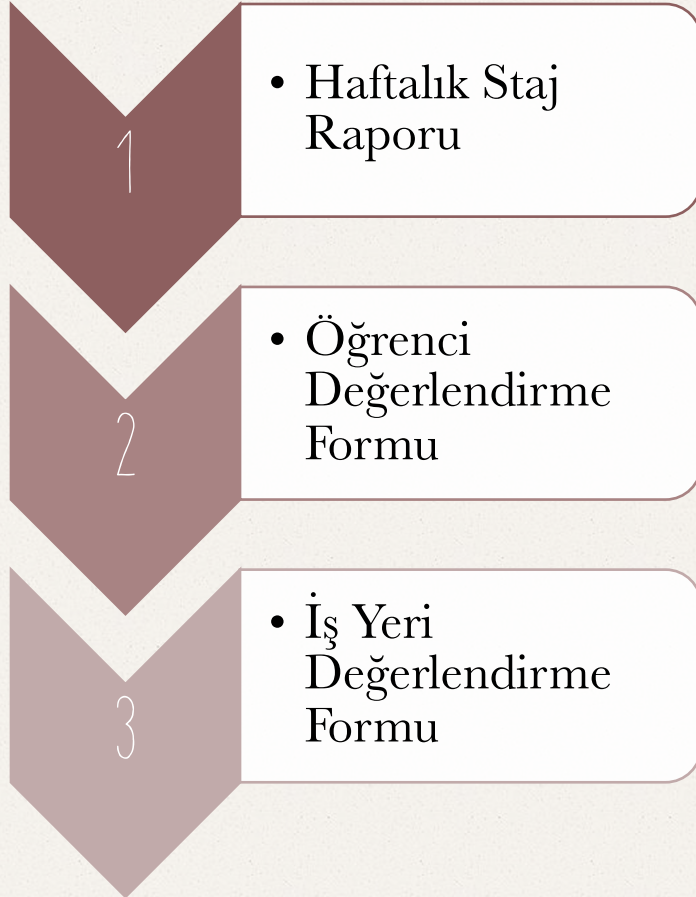 1
• Haftalık Staj
Raporu
2
• Öğrenci
Değerlendirme
Formu
3
• İş Yeri
Değerlendirme
Formu